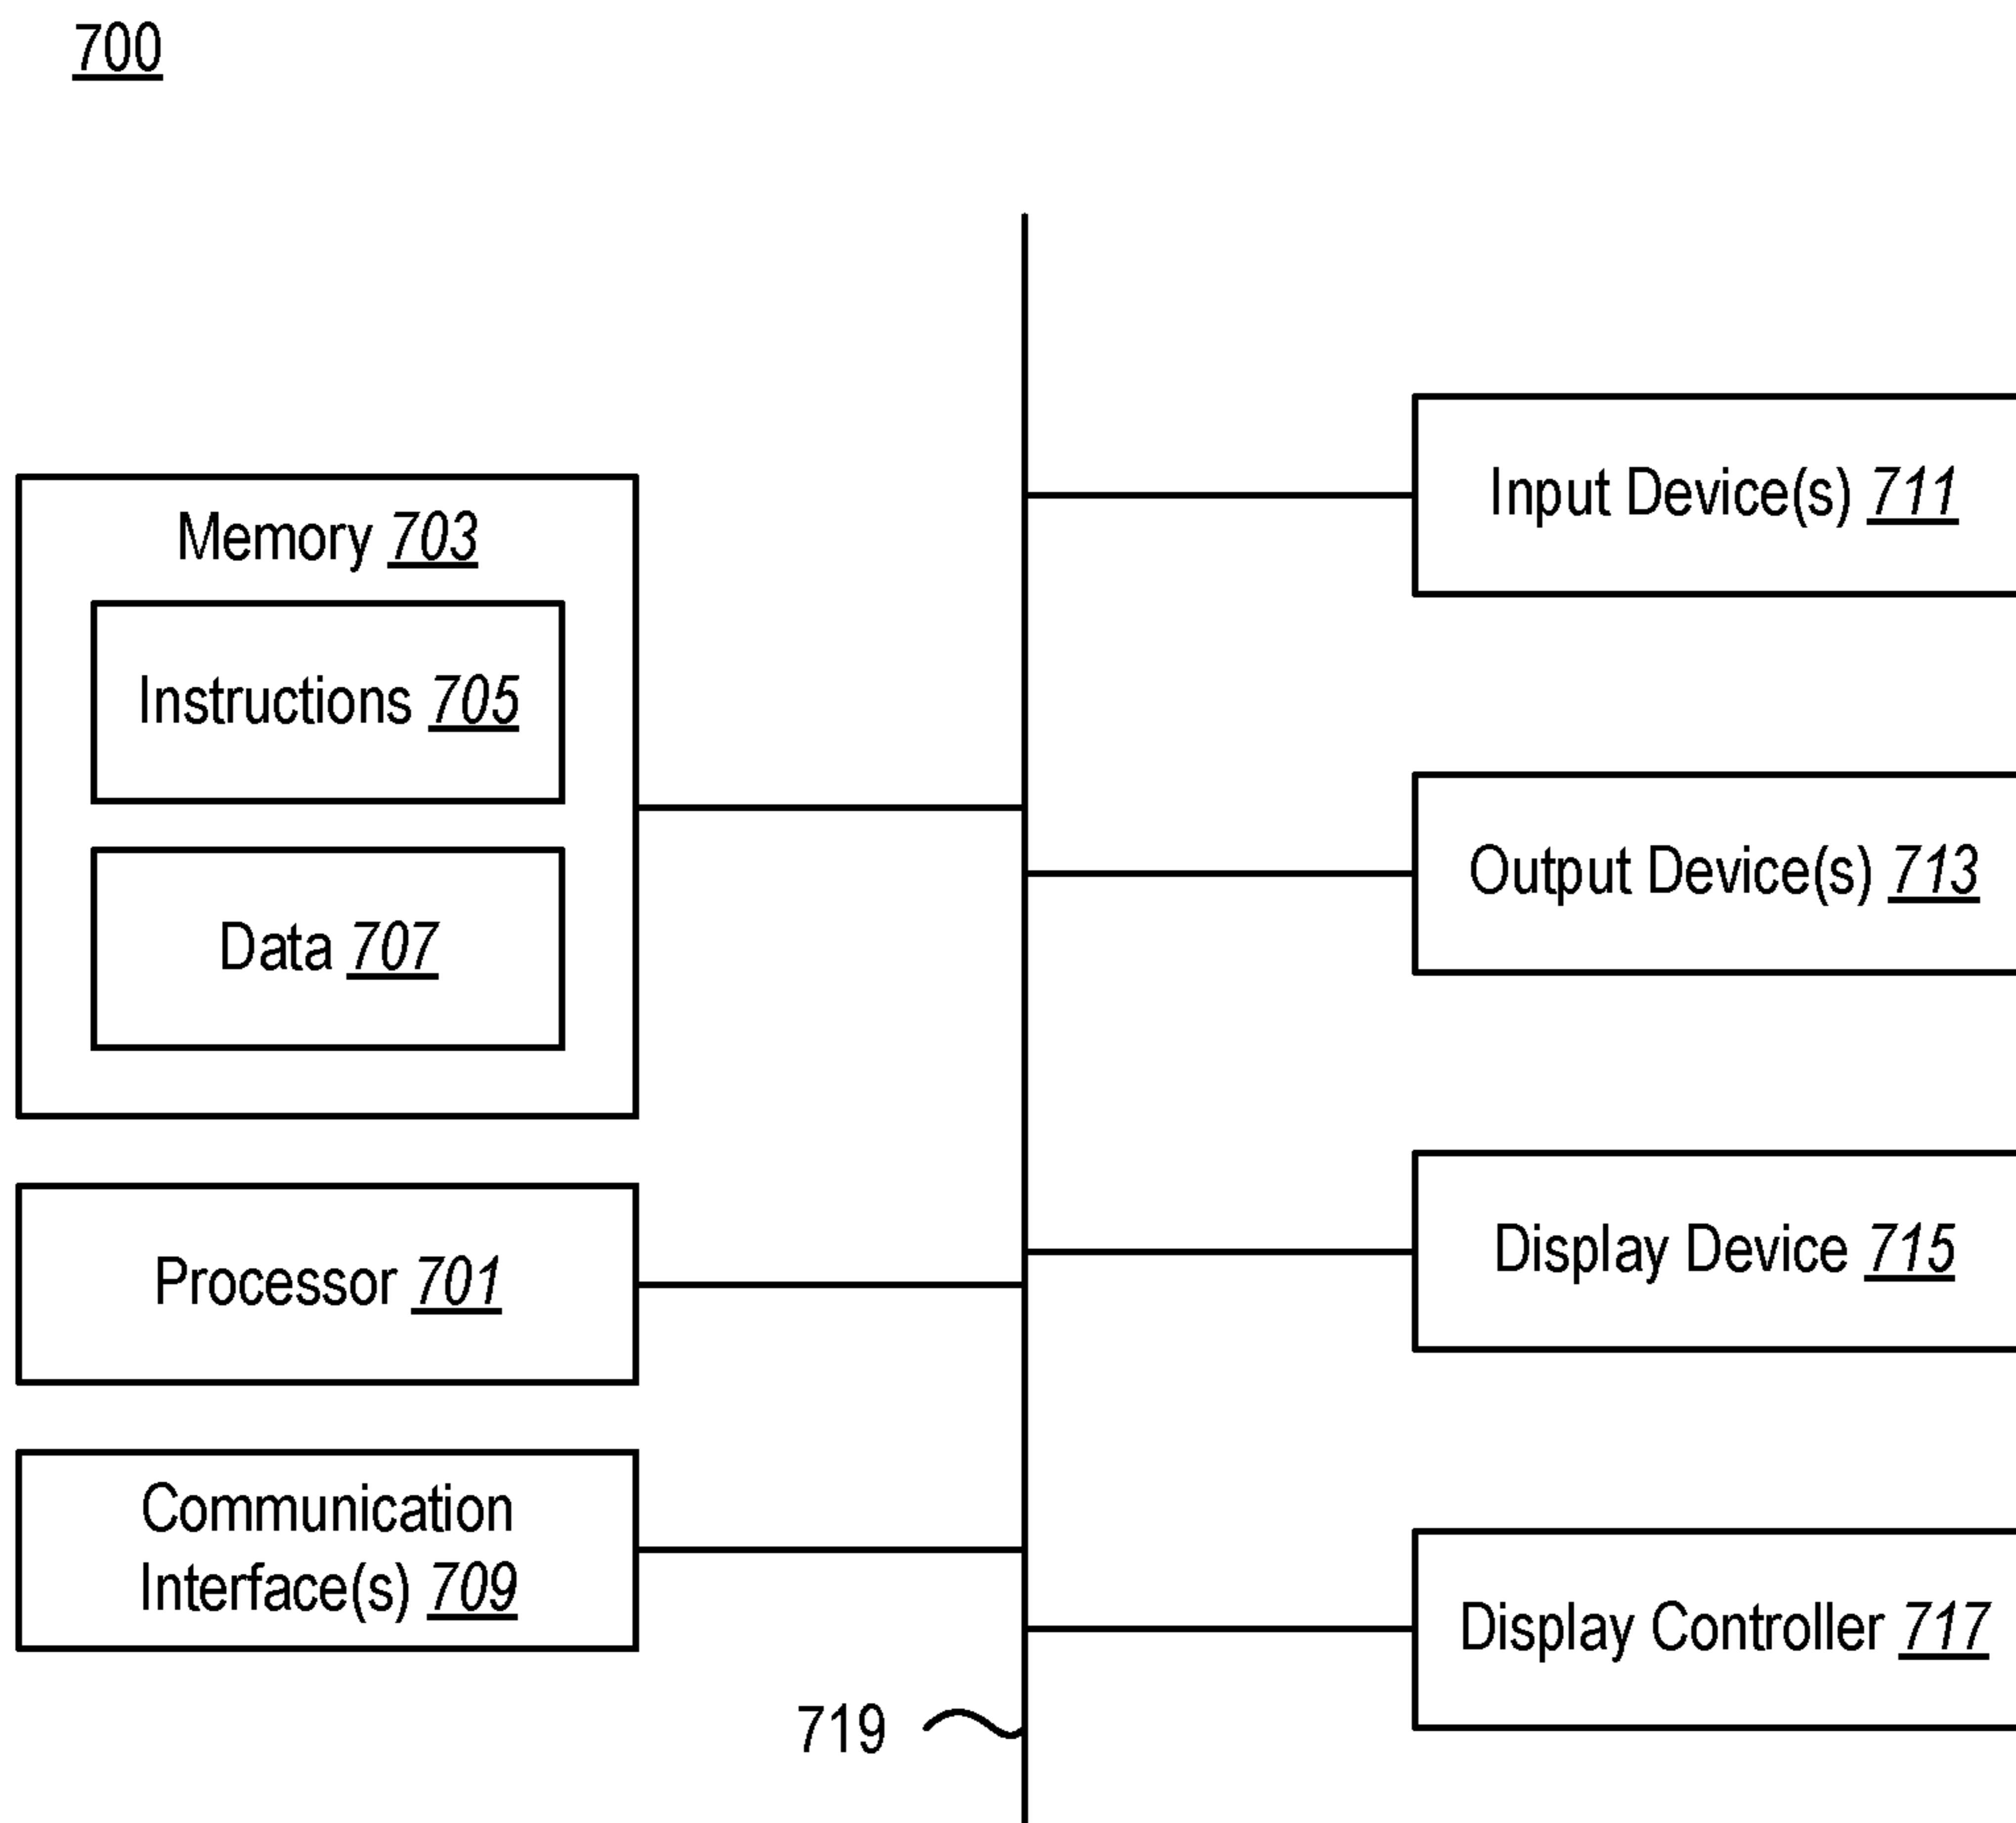 700
Memory 703
Instructions 705
Data 707
Processor 701
Communication
Interface(s) 709
719
Input Device(s) 711
Output Device(s) 713
Display Device 715
Display Controller 717